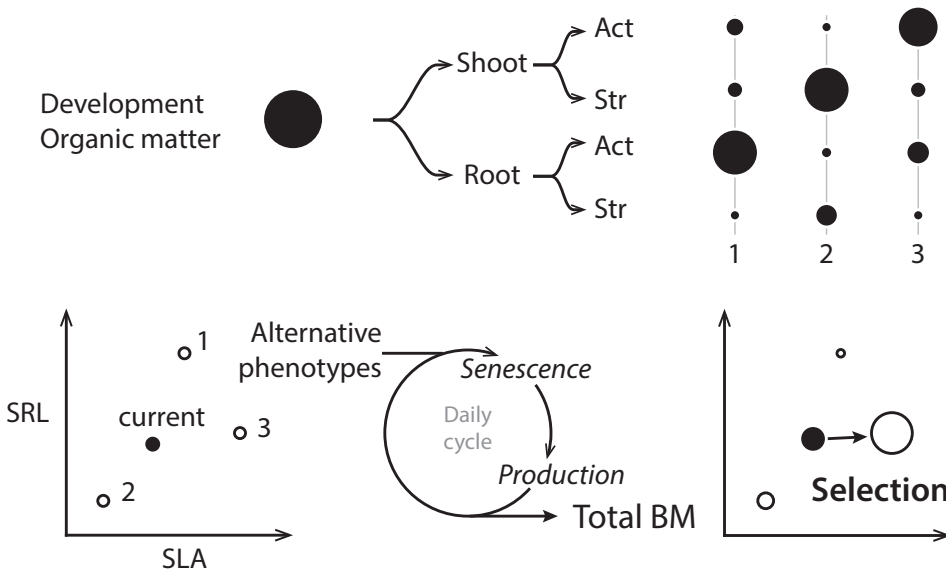 Development
Organic matter
Shoot
Act
Str
Root
Act
Str
1 2 3
SRL
1
current
3
2
SLA
Alternative
phenotypes
Senescence
Daily
cycle
Production
Total BM
Selection